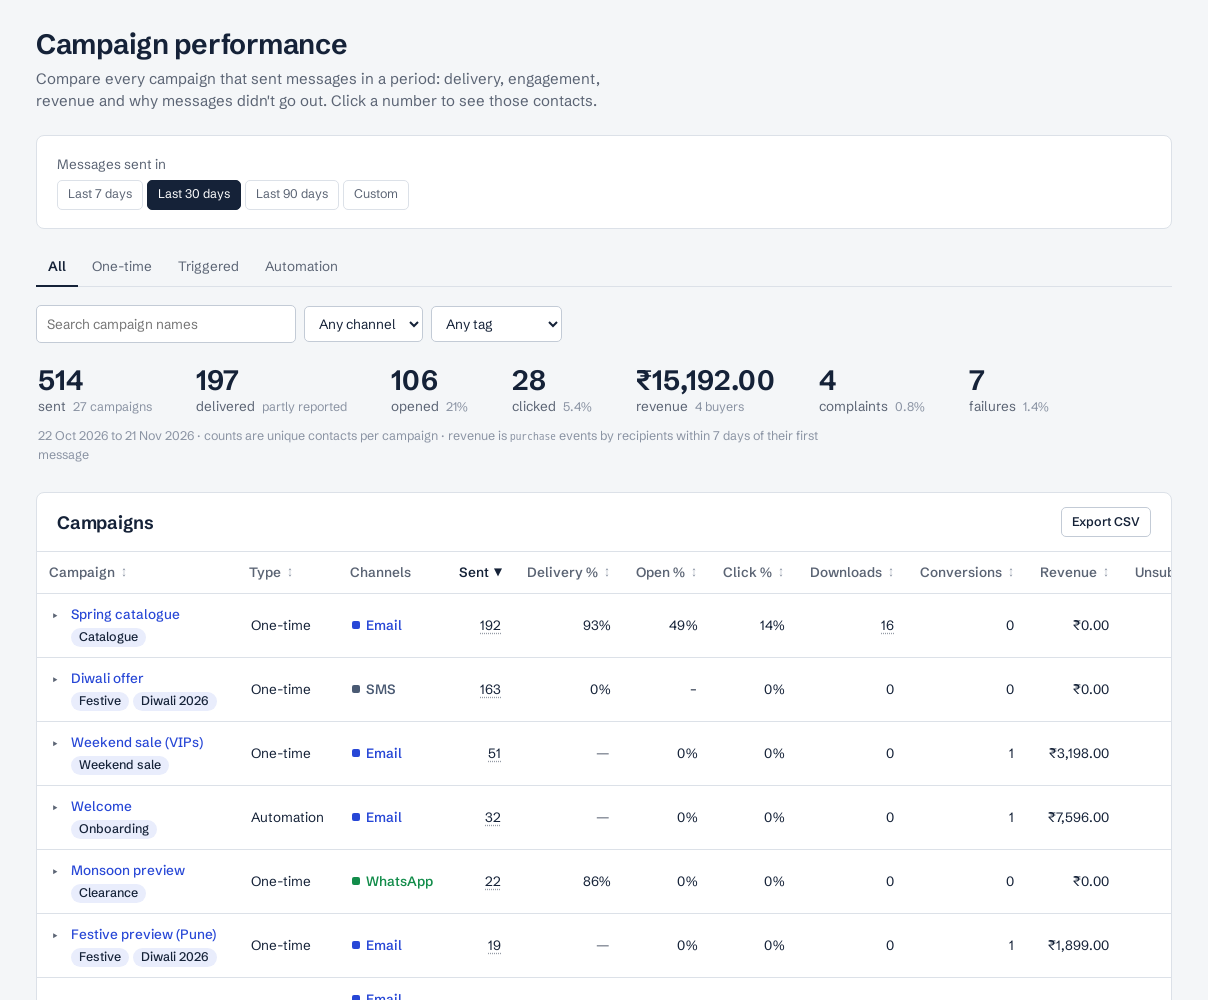 Campaign performance
Compare every campaign that sent messages in a period: delivery, engagement,
revenue and why messages didn't go out. Click a number to see those contacts.
Messages sent in
Last 7 days Last 30 days Last 90 days Custom
All One-time Triggered Automation
Search campaign names Any channel Any tag
514 197 106 28 ₹15,192.00 4 7
sent 27 campaigns delivered partly reported opened 21% clicked 5.4% revenue 4 buyers complaints 0.8% failures 1.4%
22 Oct 2026 to 21 Nov 2026 · counts are unique contacts per campaign · revenue is purchase events by recipients within 7 days of their first
message
Campaigns Export CSV
Campaign Type Channels Sent ▼ Delivery % Open % Click % Downloads Conversions Revenue Unsub
Spring catalogue
Catalogue
One-time Email 192 93% 49% 14% 16 0 ₹0.00
Diwali offer
Festive Diwali 2026
One-time SMS 163 0% – 0% 0 0 ₹0.00
Weekend sale (VIPs)
Weekend sale
One-time Email 51 — 0% 0% 0 1 ₹3,198.00
Welcome
Onboarding
Automation Email 32 — 0% 0% 0 1 ₹7,596.00
Monsoon preview
Clearance
One-time WhatsApp 22 86% 0% 0% 0 0 ₹0.00
Festive preview (Pune)
Festive Diwali 2026
One-time Email 19 — 0% 0% 0 1 ₹1,899.00
Email